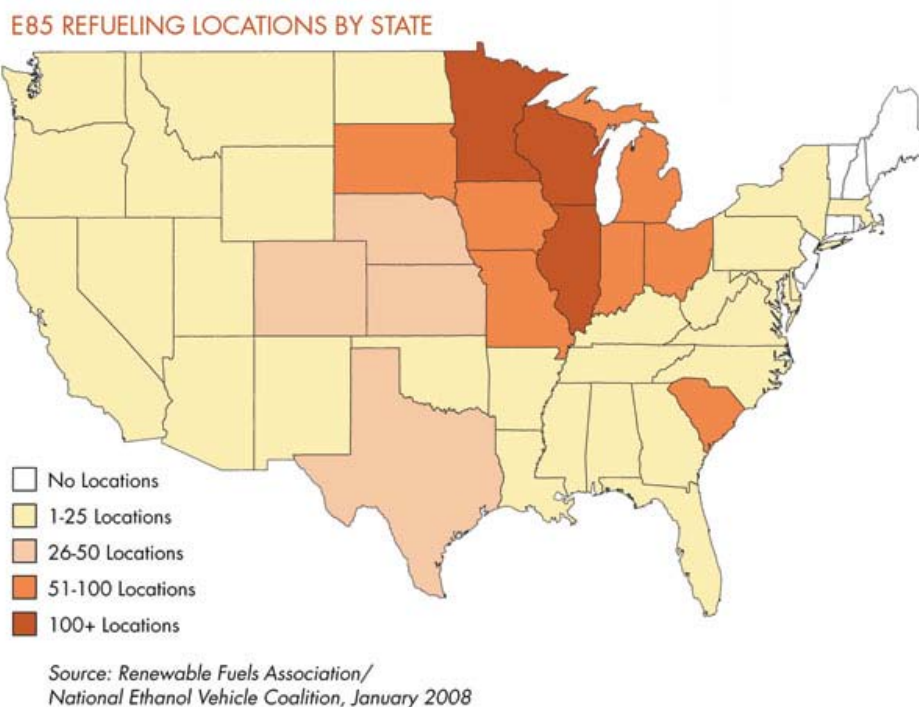 E85 REFUELING LOCATIONS BY STATE
No Locations
1-25 Locations
26-50 Locations
51-100 Locations
100+ Locations
Source: Renewable Fuels Association/
National Ethanol Vehicle Coalition, January 2008